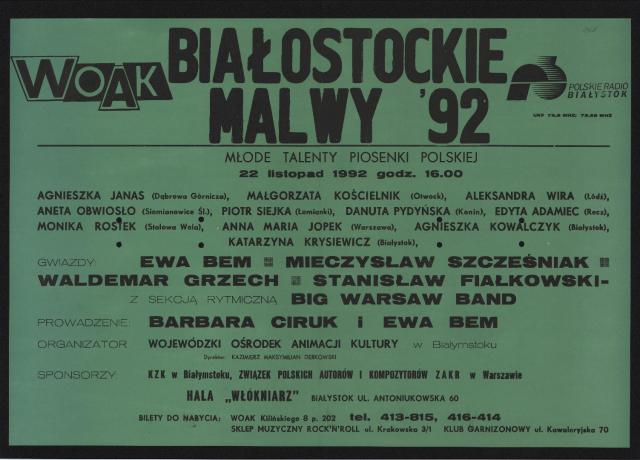 WOAK
BIAŁOSTOCKIE
MALWY '92
POLSKIE RADIO
BIAŁYSTOK
MŁODE TALENTY PIOSENKI POLSKIEJ
22 listopad 1992 godz. 16.00
AGNIESZKA JANAS (Dąbrowa Górnicza), MAŁGORZATA KOŚCIELNIK (Otwock), ALEKSANDRA WIRA (Łódź),
ANETA OBWIOSŁO (Siemianowice Śl.), PIOTR SIEJKA (Łomianki), DANUTA PYDYŃSKA (Konin), EDYTA ADAMIEC (Recz),
MONIKA ROSTEK (Stalowa Wola), ANNA MARIA JOPEK (Warszawa), AGNIESZKA KOWALCZYK (Białystok),
KATARZYNA KRYSIEWICZ (Białystok),
GWIAZDY: EWA BEM MIECZYSŁAW SZCZEŚNIAK
WALDEMAR GRZECH STANISŁAW FIAŁKOWSKI-
Z SEKCJĄ RYTMICZNĄ BIG WARSAW BAND
PROWADZENIE: BARBARA CIRUK i EWA BEM
ORGANIZATOR WOJEWÓDZKI OŚRODEK ANIMACJI KULTURY w Białymstoku
Dyrektor: KAZIMIERZ MAKSYMILIAN DERKOWSKI
SPONSORZY: KZK w Białymstoku, ZWIĄZEK POLSKICH AUTORÓW I KOMPOZYTORÓW ZAKR w Warszawie
HALA „WŁÓKNIARZ” BIAŁYSTOK UL. ANTONIUKOWSKA 60
BILETY DO NABYCIA: WOAK Kilińskiego 8 p. 202 tel. 413-815, 416-414
SKLEP MUZYCZNY ROCK'N'ROLL ul. Krakowska 3/1 KLUB GARNIZONOWY ul. Kawaleryjska 70